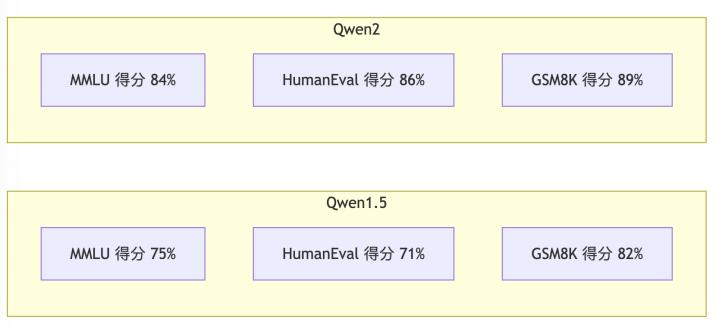 Qwen2
MMLU 得分 84%
HumanEval 得分 86%
GSM8K 得分 89%
Qwen1.5
MMLU 得分 75%
HumanEval 得分 71%
GSM8K 得分 82%